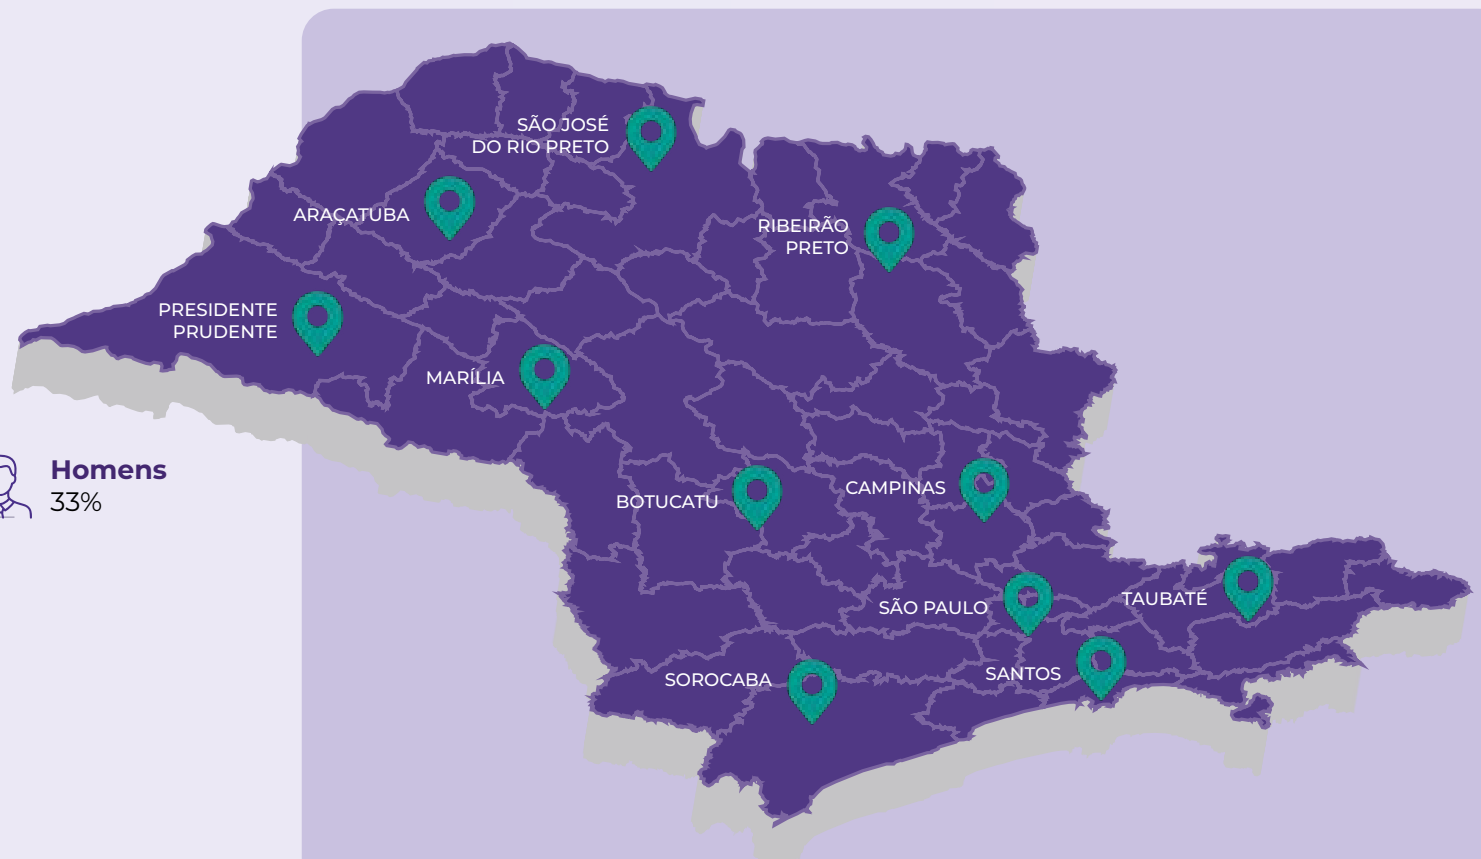 SÃO JOSÉ
DO RIO PRETO
ARAÇATUBA
RIBEIRÃO
PRETO
PRESIDENTE
PRUDENTE
MARÍLIA
Homens
33%
BOTUCATU
CAMPINAS
SÃO PAULO
TAUBATÉ
SOROCABA
SANTOS